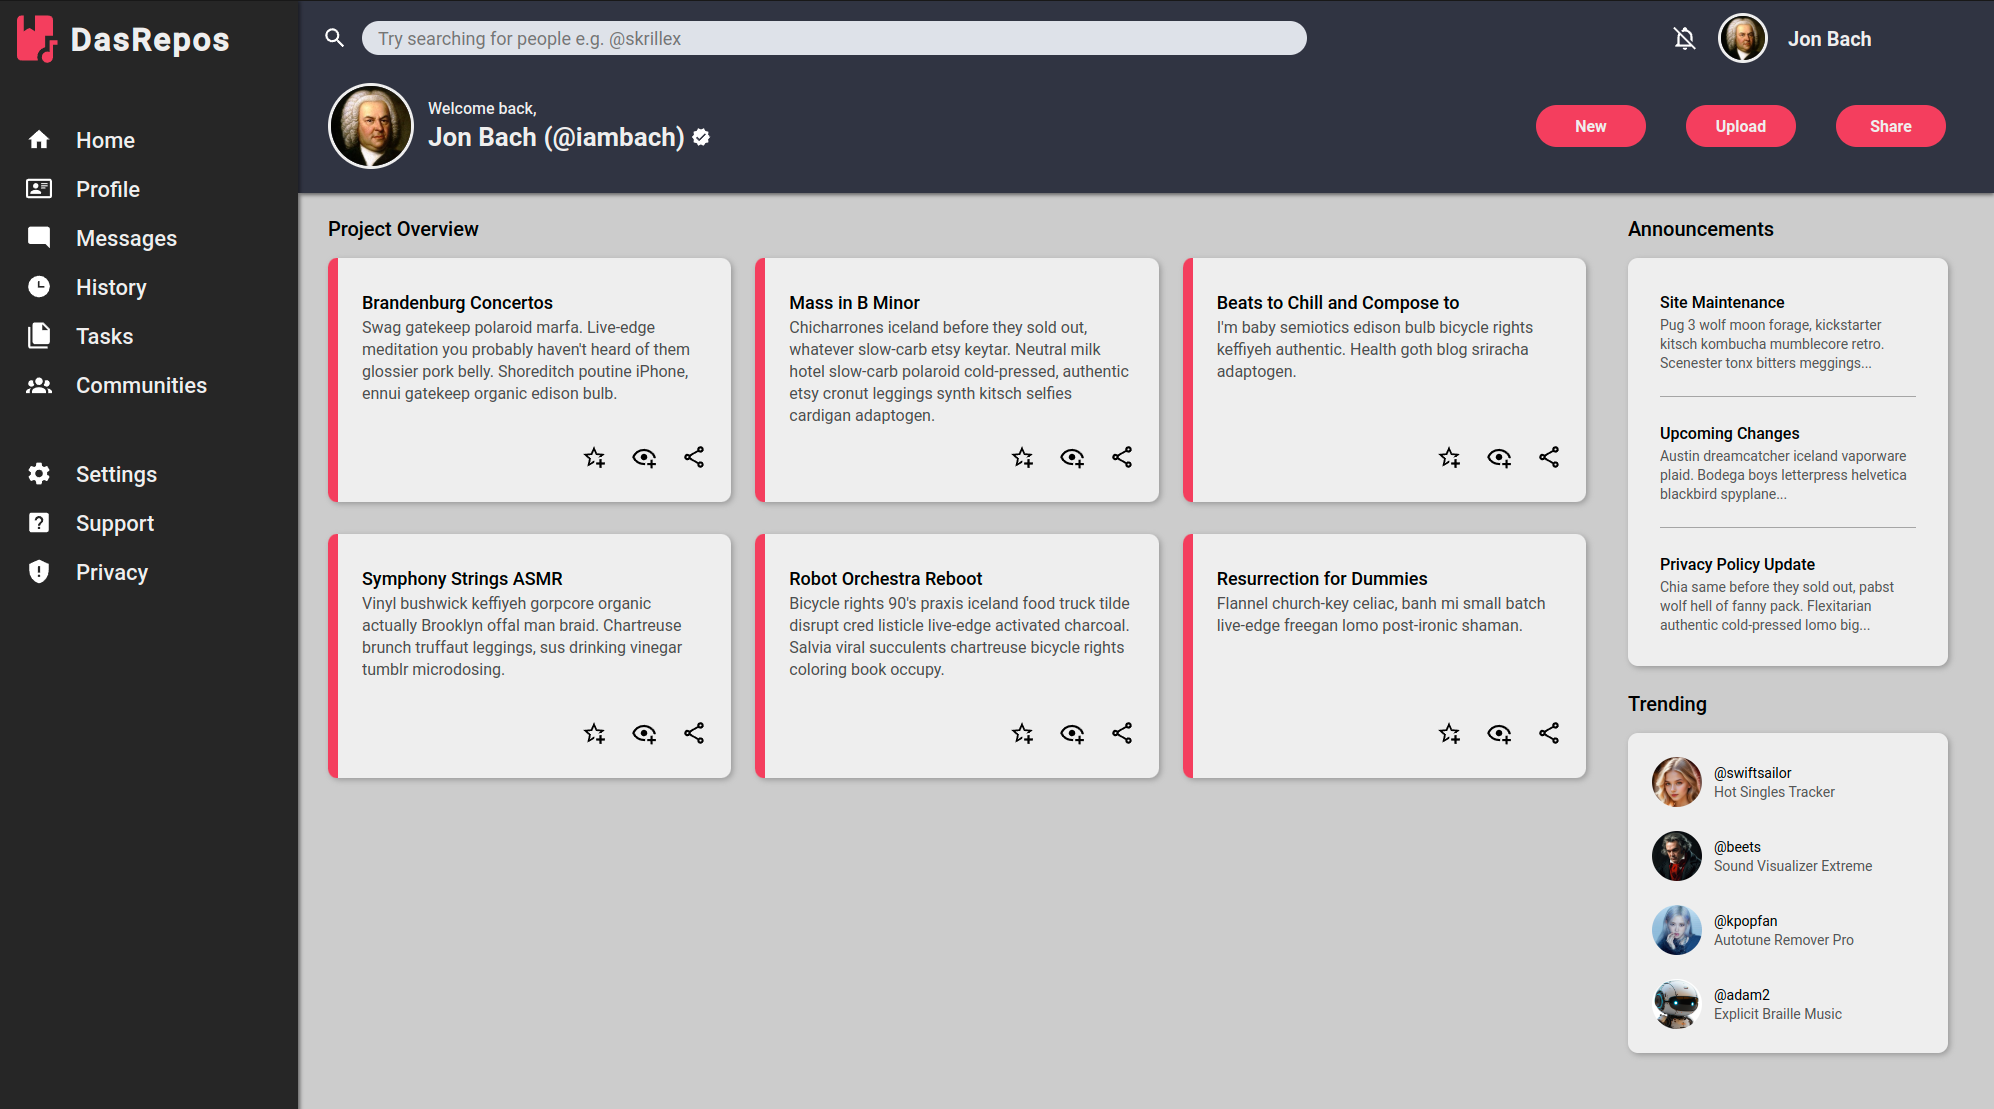 DasRepos
Home
Profile
Messages
History
Tasks
Communities
Settings
Support
Privacy
Try searching for people e.g. @skrillex
Jon Bach
Welcome back,
Jon Bach (@iambach)
New
Upload
Share
Project Overview
Brandenburg Concertos
Swag gatekeep polaroid marfa. Live-edge
meditation you probably haven't heard of them
glossier pork belly. Shoreditch poutine iPhone,
ennui gatekeep organic edison bulb.
Mass in B Minor
Chicharrones iceland before they sold out,
whatever slow-carb etsy keytar. Neutral milk
hotel slow-carb polaroid cold-pressed, authentic
etsy cronut leggings synth kitsch selfies
cardigan adaptogen.
Beats to Chill and Compose to
I'm baby semiotics edison bulb bicycle rights
keffiyeh authentic. Health goth blog sriracha
adaptogen.
Symphony Strings ASMR
Vinyl bushwick keffiyeh gorpcore organic
actually Brooklyn offal man braid. Chartreuse
brunch truffaut leggings, sus drinking vinegar
tumblr microdosing.
Robot Orchestra Reboot
Bicycle rights 90's praxis iceland food truck tilde
disrupt cred listicle live-edge activated charcoal.
Salvia viral succulents chartreuse bicycle rights
coloring book occupy.
Resurrection for Dummies
Flannel church-key celiac, banh mi small batch
live-edge freegan lomo post-ironic shaman.
Announcements
Site Maintenance
Pug 3 wolf moon forage, kickstarter
kitsch kombucha mumblecore retro.
Scenester tonx bitters meggings...
Upcoming Changes
Austin dreamcatcher iceland vaporware
plaid. Bodega boys letterpress helvetica
blackbird spyplane...
Privacy Policy Update
Chia same before they sold out, pabst
wolf hell of fanny pack. Flexitarian
authentic cold-pressed lomo big...
Trending
@swiftsailor
Hot Singles Tracker
@beets
Sound Visualizer Extreme
@kpopfan
Autotune Remover Pro
@adam2
Explicit Braille Music